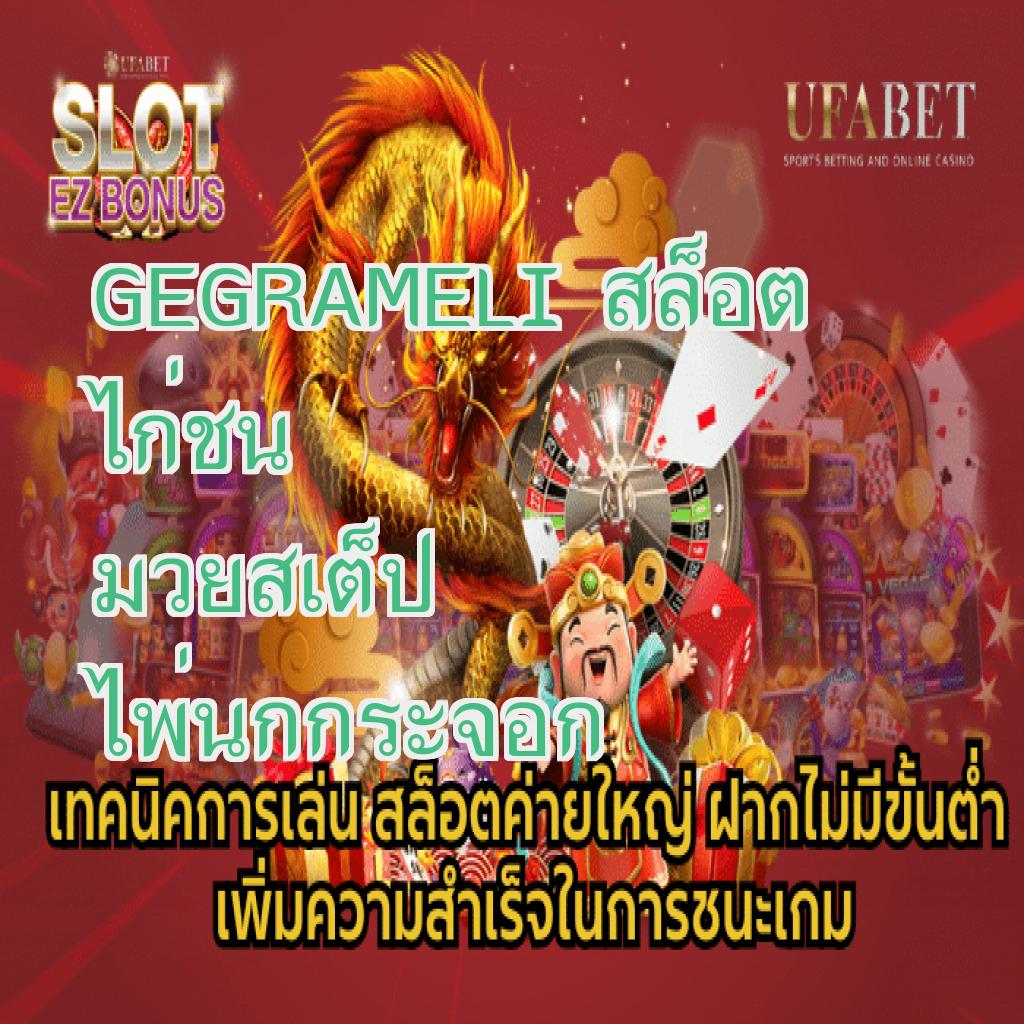 UFABET
SLOT
EZ BONUS
UFABET
SPORTS BETTING AND ONLINE CASINO
GEGRAMELI สล็อต
ไก่ชน
มวยสเต็ป
ไพ่นกกระจอก
เทคนิคการเล่น สล็อตค่ายใหญ่ ฝากไม่มีขั้นต่ำ
เพิ่มความสำเร็จในการชนะเกม